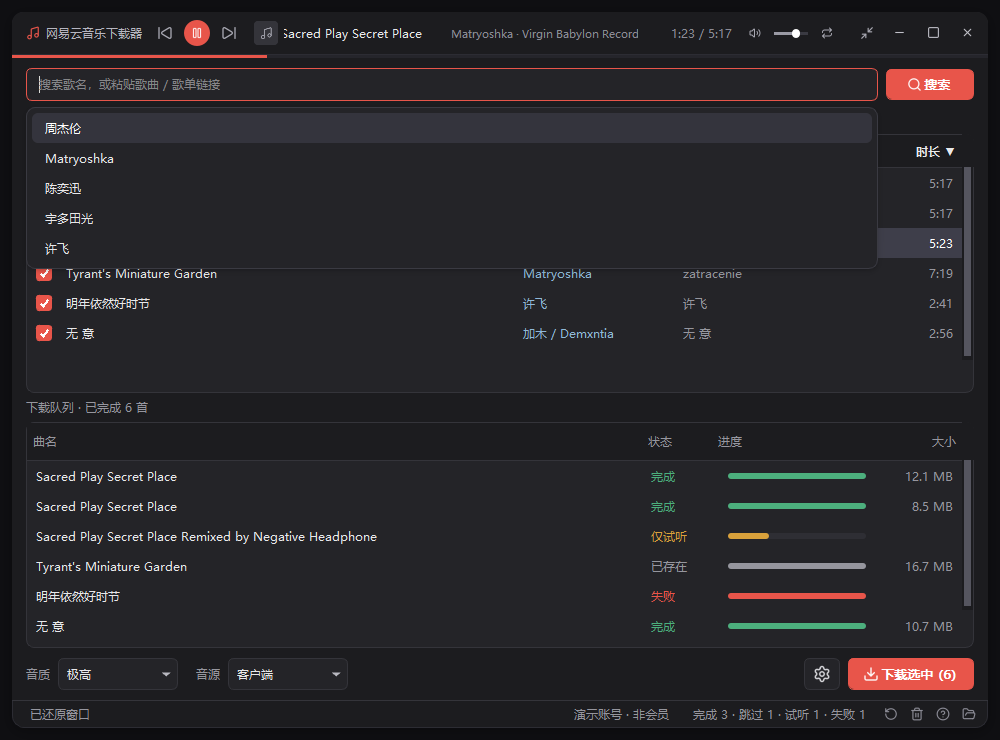 网易云音乐下载器 Sacred Play Secret Place Matryoshka · Virgin Babylon Record 1:23 / 5:17
搜索歌名，或粘贴歌曲 / 歌单链接 搜索
周杰伦
时长 ▼
Matryoshka
5:17
陈奕迅
5:17
宇多田光
5:23
许飞
Tyrant's Miniature Garden Matryoshka zatracenie 7:19
明年依然好时节 许飞 许飞 2:41
无 意 加木 / Demxntia 无 意 2:56
下载队列 · 已完成 6 首
曲名 状态 进度 大小
Sacred Play Secret Place 完成 12.1 MB
Sacred Play Secret Place 完成 8.5 MB
Sacred Play Secret Place Remixed by Negative Headphone 仅试听
Tyrant's Miniature Garden 已存在 16.7 MB
明年依然好时节 失败
无 意 完成 10.7 MB
音质 极高 音源 客户端 下载选中 (6)
已还原窗口 演示账号 · 非会员 完成 3 · 跳过 1 · 试听 1 · 失败 1